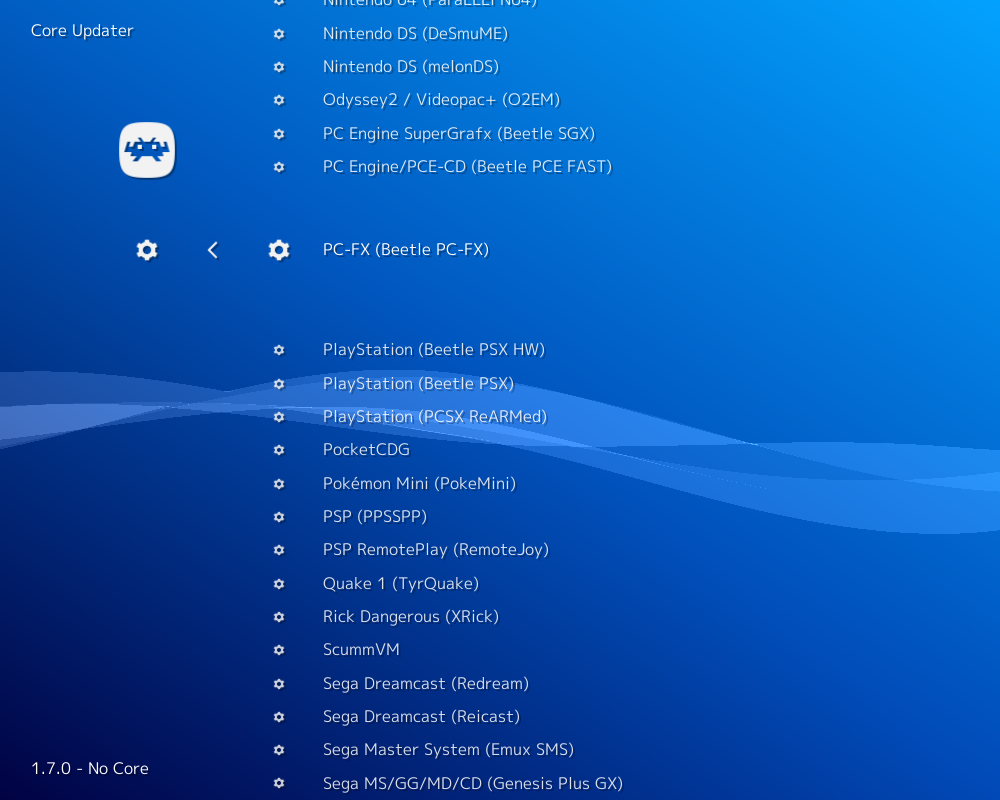 Nintendo 64 (ParaLLEl N64)
Core Updater
Nintendo DS (DeSmuME)
Nintendo DS (melonDS)
Odyssey2 / Videopac+ (O2EM)
PC Engine SuperGrafx (Beetle SGX)
PC Engine/PCE-CD (Beetle PCE FAST)
PC-FX (Beetle PC-FX)
PlayStation (Beetle PSX HW)
PlayStation (Beetle PSX)
PlayStation (PCSX ReARMed)
PocketCDG
Pokémon Mini (PokeMini)
PSP (PPSSPP)
PSP RemotePlay (RemoteJoy)
Quake 1 (TyrQuake)
Rick Dangerous (XRick)
ScummVM
Sega Dreamcast (Redream)
Sega Dreamcast (Reicast)
Sega Master System (Emux SMS)
1.7.0 - No Core
Sega MS/GG/MD/CD (Genesis Plus GX)